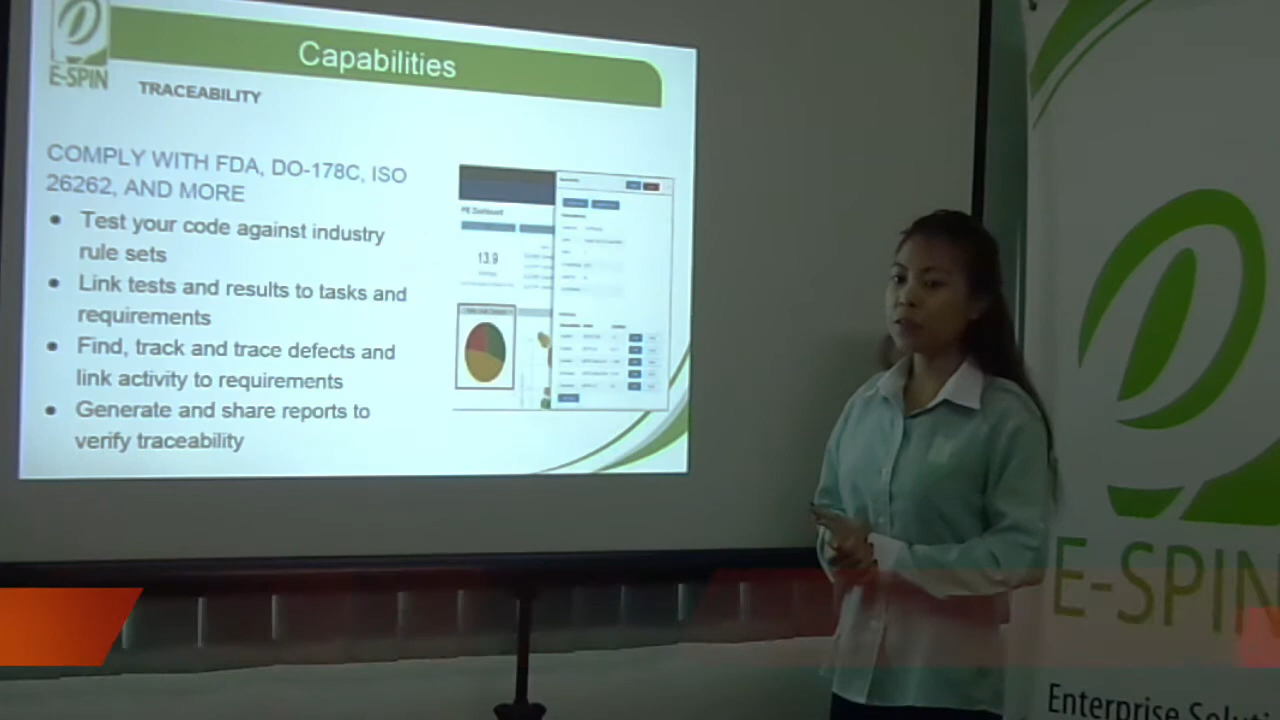 Capabilities
E-SPIN
TRACEABILITY
COMPLY WITH FDA, DO-178C, ISO
26262, AND MORE
• Test your code against industry
rule sets
• Link tests and results to tasks and
requirements
• Find, track and trace defects and
link activity to requirements
• Generate and share reports to
verify traceability
13.9
E-SPIN
Enterprise Soluti